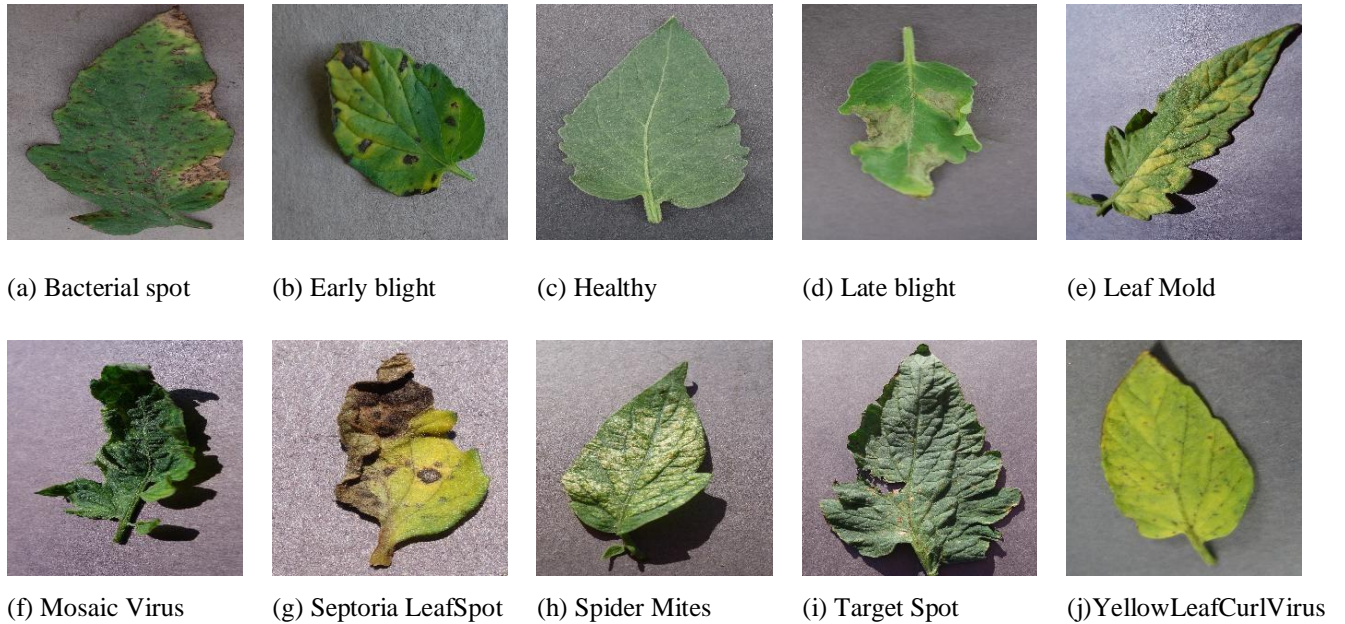 (a) Bacterial spot
(b) Early blight
(c) Healthy
(d) Late blight
(e) Leaf Mold
(f) Mosaic Virus
(g) Septoria LeafSpot
(h) Spider Mites
(i) Target Spot
(j)YellowLeafCurlVirus